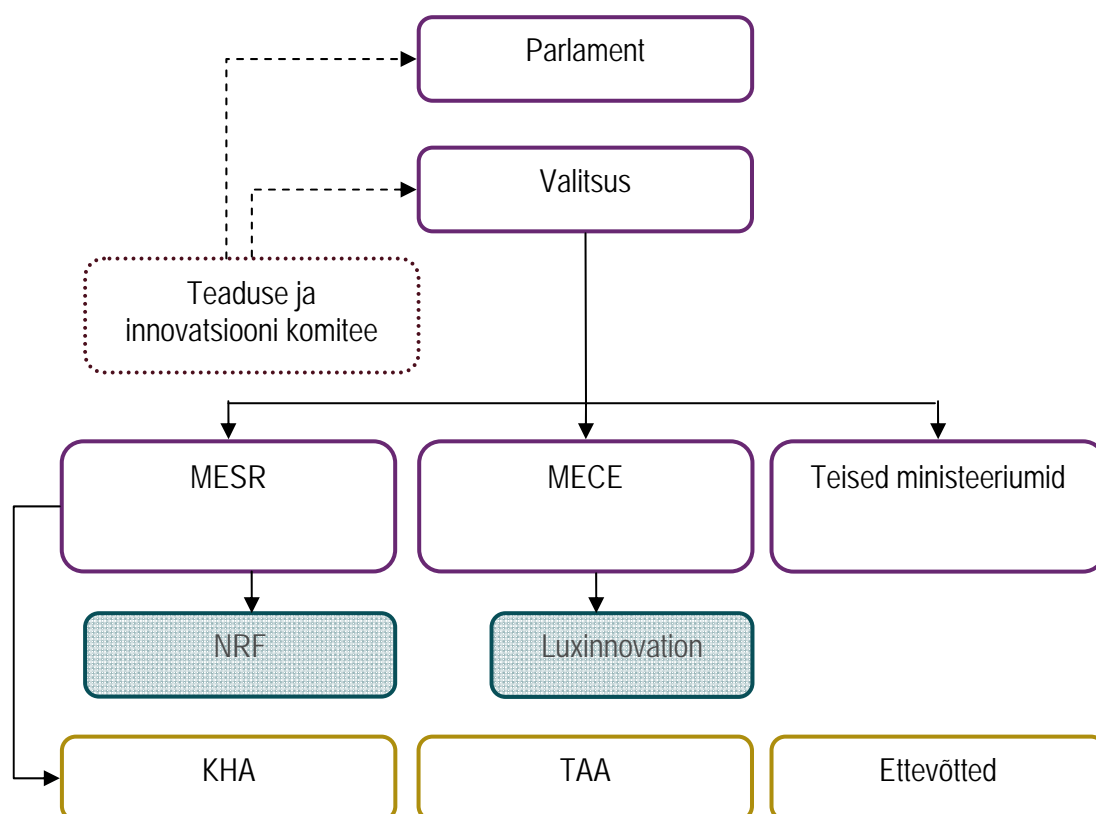 Parlament
Valitsus
Teaduse ja
innovatsiooni komitee
MESR
MECE
Teised ministeeriumid
NRF
Luxinnovation
KHA
TAA
Ettevõtted